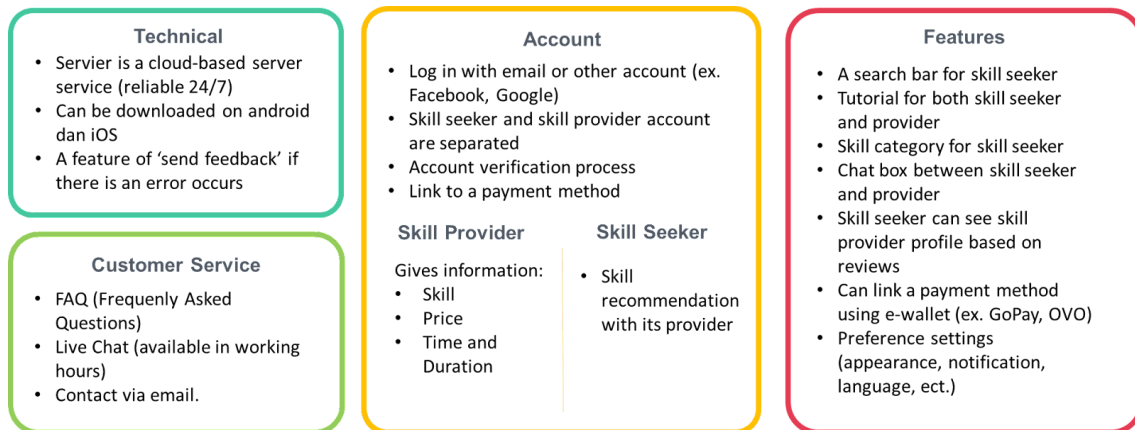 Technical
• Servier is a cloud-based server
service (reliable 24/7)
• Can be downloaded on android
dan iOS
• A feature of ‘send feedback’ if
there is an error occurs
Customer Service
• FAQ (Frequenly Asked
Questions)
• Live Chat (available in working
hours)
• Contact via email.
Account
• Log in with email or other account (ex.
Facebook, Google)
• Skill seeker and skill provider account
are separated
• Account verification process
• Link to a payment method
Skill Provider
Gives information:
• Skill
• Price
• Time and
Duration
Skill Seeker
• Skill
recommendation
with its provider
Features
• A search bar for skill seeker
• Tutorial for both skill seeker
and provider
• Skill category for skill seeker
• Chat box between skill seeker
and provider
• Skill seeker can see skill
provider profile based on
reviews
• Can link a payment method
using e-wallet (ex. GoPay, OVO)
• Preference settings
(appearance, notification,
language, ect.)